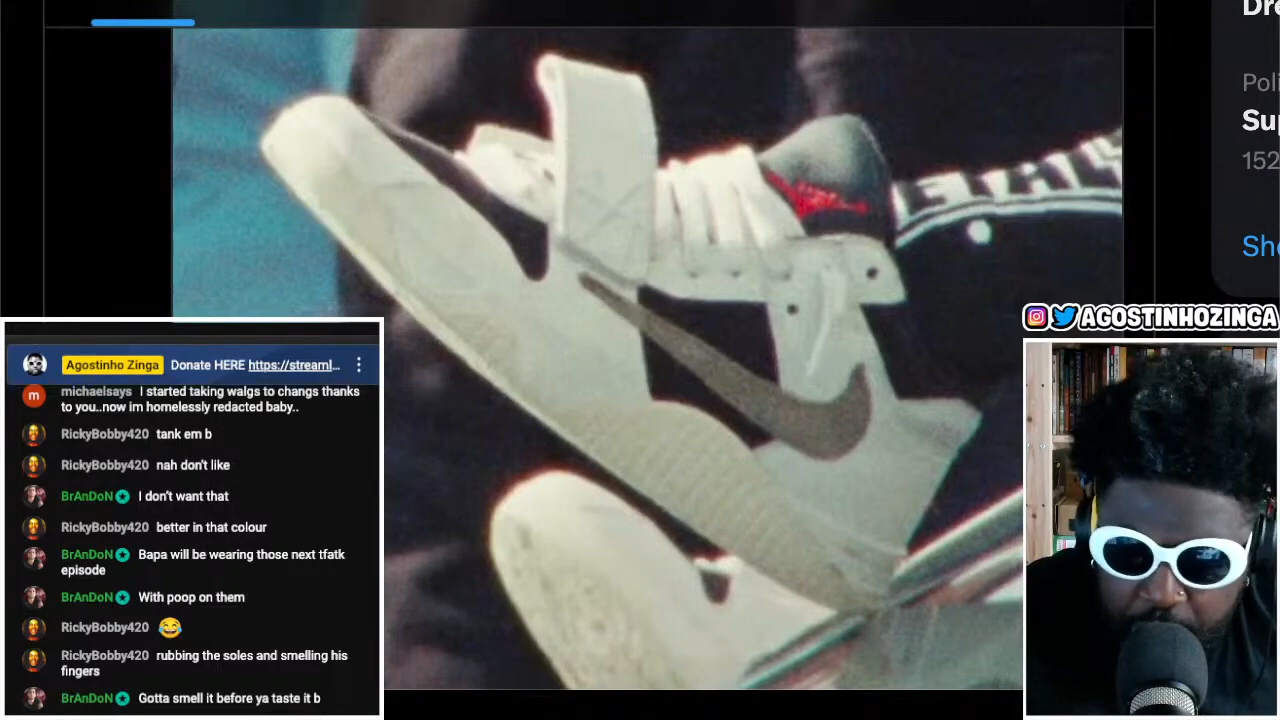 Dre
Poli
Sup
152
Sho
AGOSTINHOZINGA
Agostinho Zinga Donate HERE https://streaml...
michaelsays I started taking walgs to changs thanks
to you..now im homelessly redacted baby..
RickyBobby420 tank em b
RickyBobby420 nah don't like
BrAnDoN I don't want that
RickyBobby420 better in that colour
BrAnDoN Bapa will be wearing those next tfatk
episode
BrAnDoN With poop on them
RickyBobby420 😂
RickyBobby420 rubbing the soles and smelling his
fingers
BrAnDoN Gotta smell it before ya taste it b